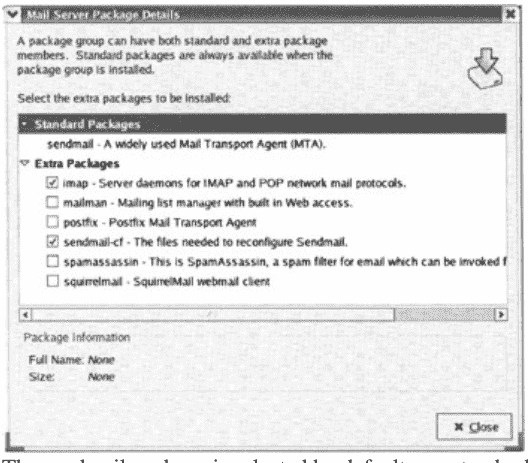 Mail Server Package Details
A package group can have both standard and extra package
members. Standard packages are always available when the
package group is installed.
Select the extra packages to be installed:
Standard Packages
sendmail - A widely used Mail Transport Agent (MTA).
Extra Packages
imap - Server daemons for IMAP and POP network mail protocols.
mailman - Mailing list manager with built in Web access.
postfix - Postfix Mail Transport Agent
sendmail-cf - The files needed to reconfigure Sendmail.
spamassassin - This is SpamAssassin, a spam filter for email which can be invoked f
squirrelmail - SquirrelMail webmail client
Package Information
Full Name: None
Size: None
Close